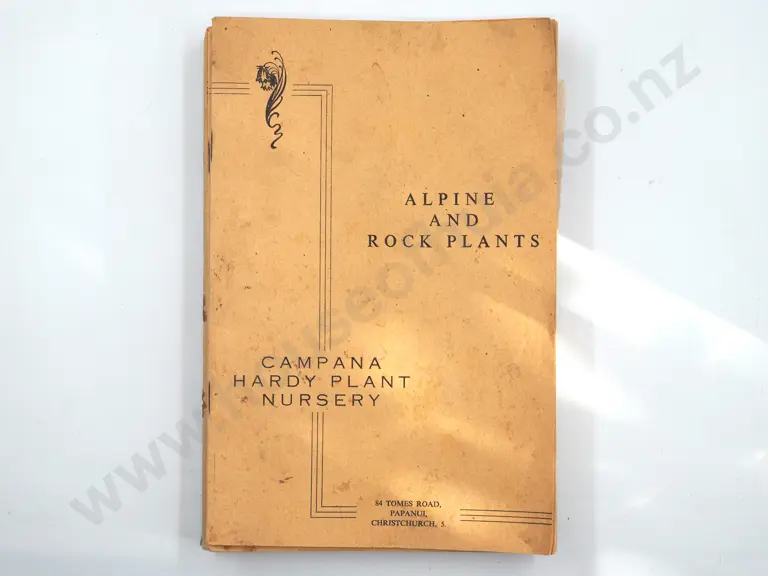 ALPINE
AND
ROCK PLANTS
CAMPANA
HARDY PLANT
NURSERY
84 TOMES ROAD,
PAPANUI,
CHRISTCHURCH, 5.